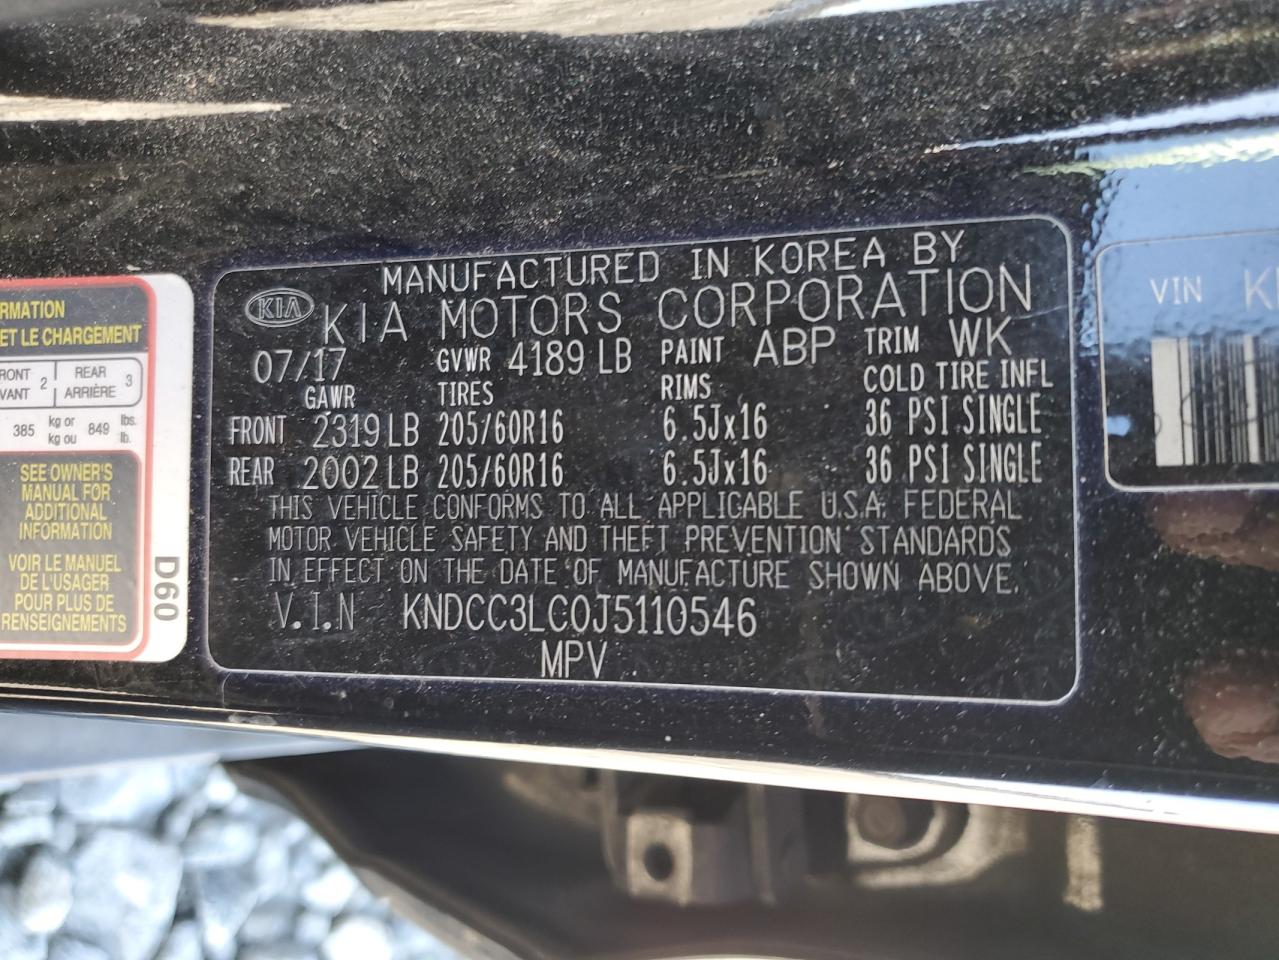 MANUFACTURED IN KOREA BY
KIA KIA MOTORS CORPORATION
07/17 GVWR 4189 LB PAINT ABP TRIM WK
GAWR TIRES RIMS COLD TIRE INFL
FRONT 2319 LB 205/60R16 6.5Jx16 36 PSI SINGLE
REAR 2002 LB 205/60R16 6.5Jx16 36 PSI SINGLE
THIS VEHICLE CONFORMS TO ALL APPLICABLE U.S.A. FEDERAL
MOTOR VEHICLE SAFETY AND THEFT PREVENTION STANDARDS
IN EFFECT ON THE DATE OF MANUFACTURE SHOWN ABOVE.
V.I.N KNDCC3LC0J5110546
MPV
ET LE CHARGEMENT
2 REAR 3
ARRIÈRE
385 kg or 849 lbs.
kg ou lb.
SEE OWNER'S
MANUAL FOR
ADDITIONAL
INFORMATION
VOIR LE MANUEL
DE L'USAGER
POUR PLUS DE
RENSEIGNEMENTS
D60
VIN